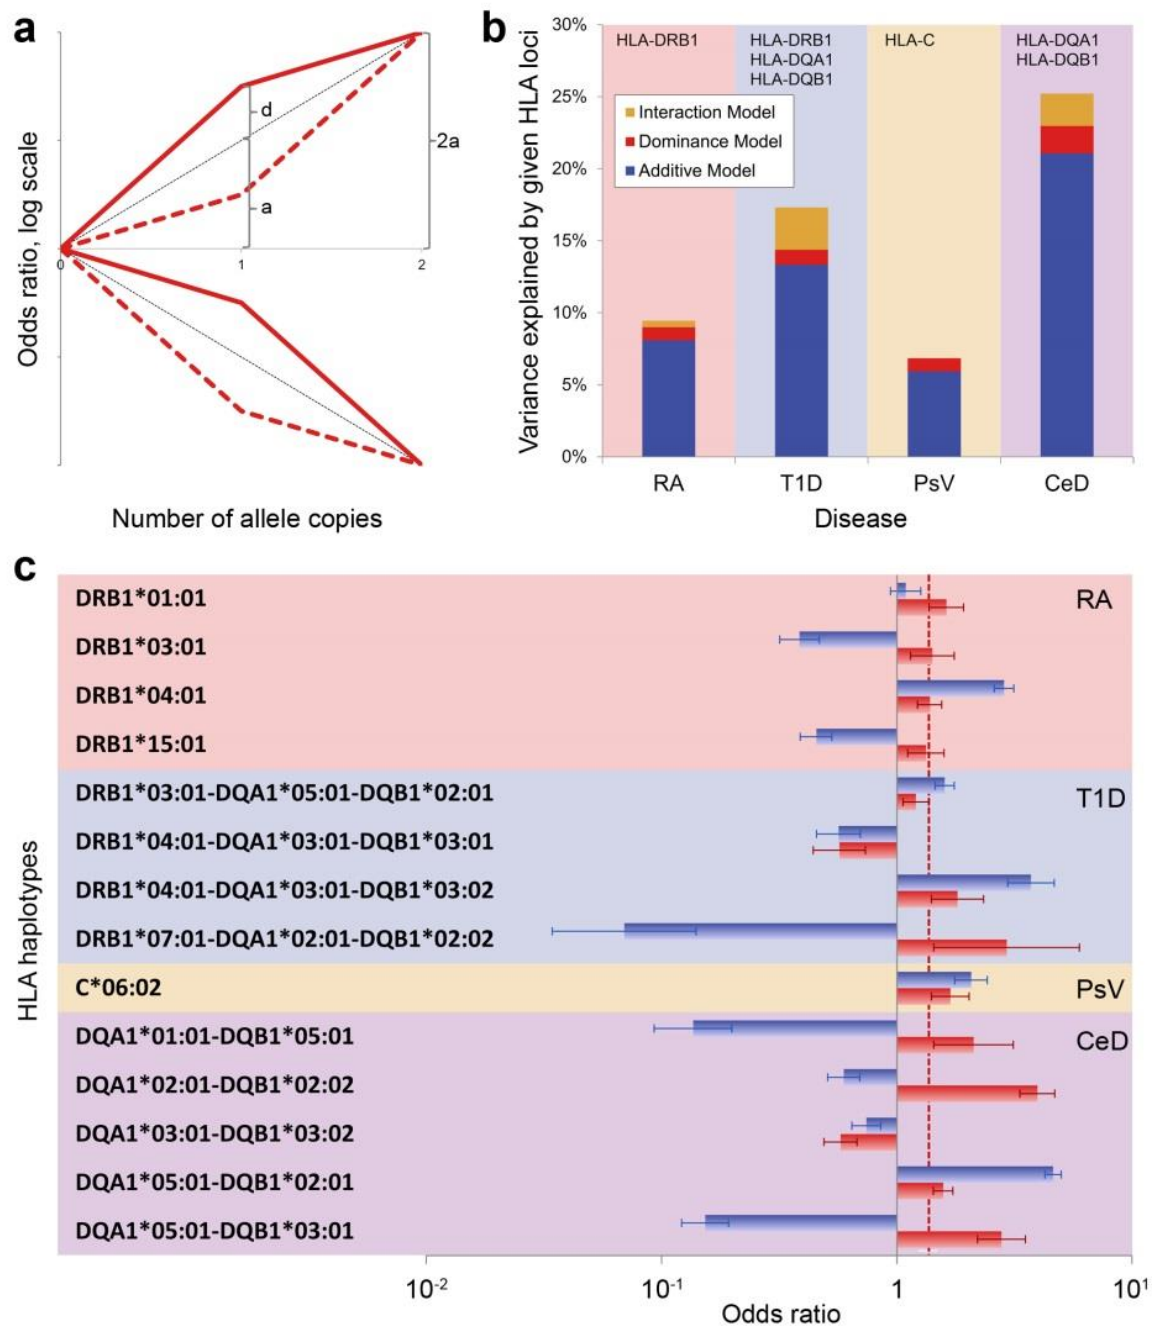 a
Odds ratio, log scale
d
a
2a
0
1
2
Number of allele copies
b
Variance explained by given HLA loci
30%
25%
20%
15%
10%
5%
0%
HLA-DRB1
HLA-DRB1
HLA-DQA1
HLA-DQB1
HLA-C
HLA-DQA1
HLA-DQB1
Interaction Model
Dominance Model
Additive Model
RA
T1D
PsV
CeD
Disease
c
HLA haplotypes
DRB1*01:01
RA
DRB1*03:01
DRB1*04:01
DRB1*15:01
DRB1*03:01-DQA1*05:01-DQB1*02:01
T1D
DRB1*04:01-DQA1*03:01-DQB1*03:01
DRB1*04:01-DQA1*03:01-DQB1*03:02
DRB1*07:01-DQA1*02:01-DQB1*02:02
C*06:02
PsV
DQA1*01:01-DQB1*05:01
CeD
DQA1*02:01-DQB1*02:02
DQA1*03:01-DQB1*03:02
DQA1*05:01-DQB1*02:01
DQA1*05:01-DQB1*03:01
10⁻² 10⁻¹ 1 10¹
Odds ratio